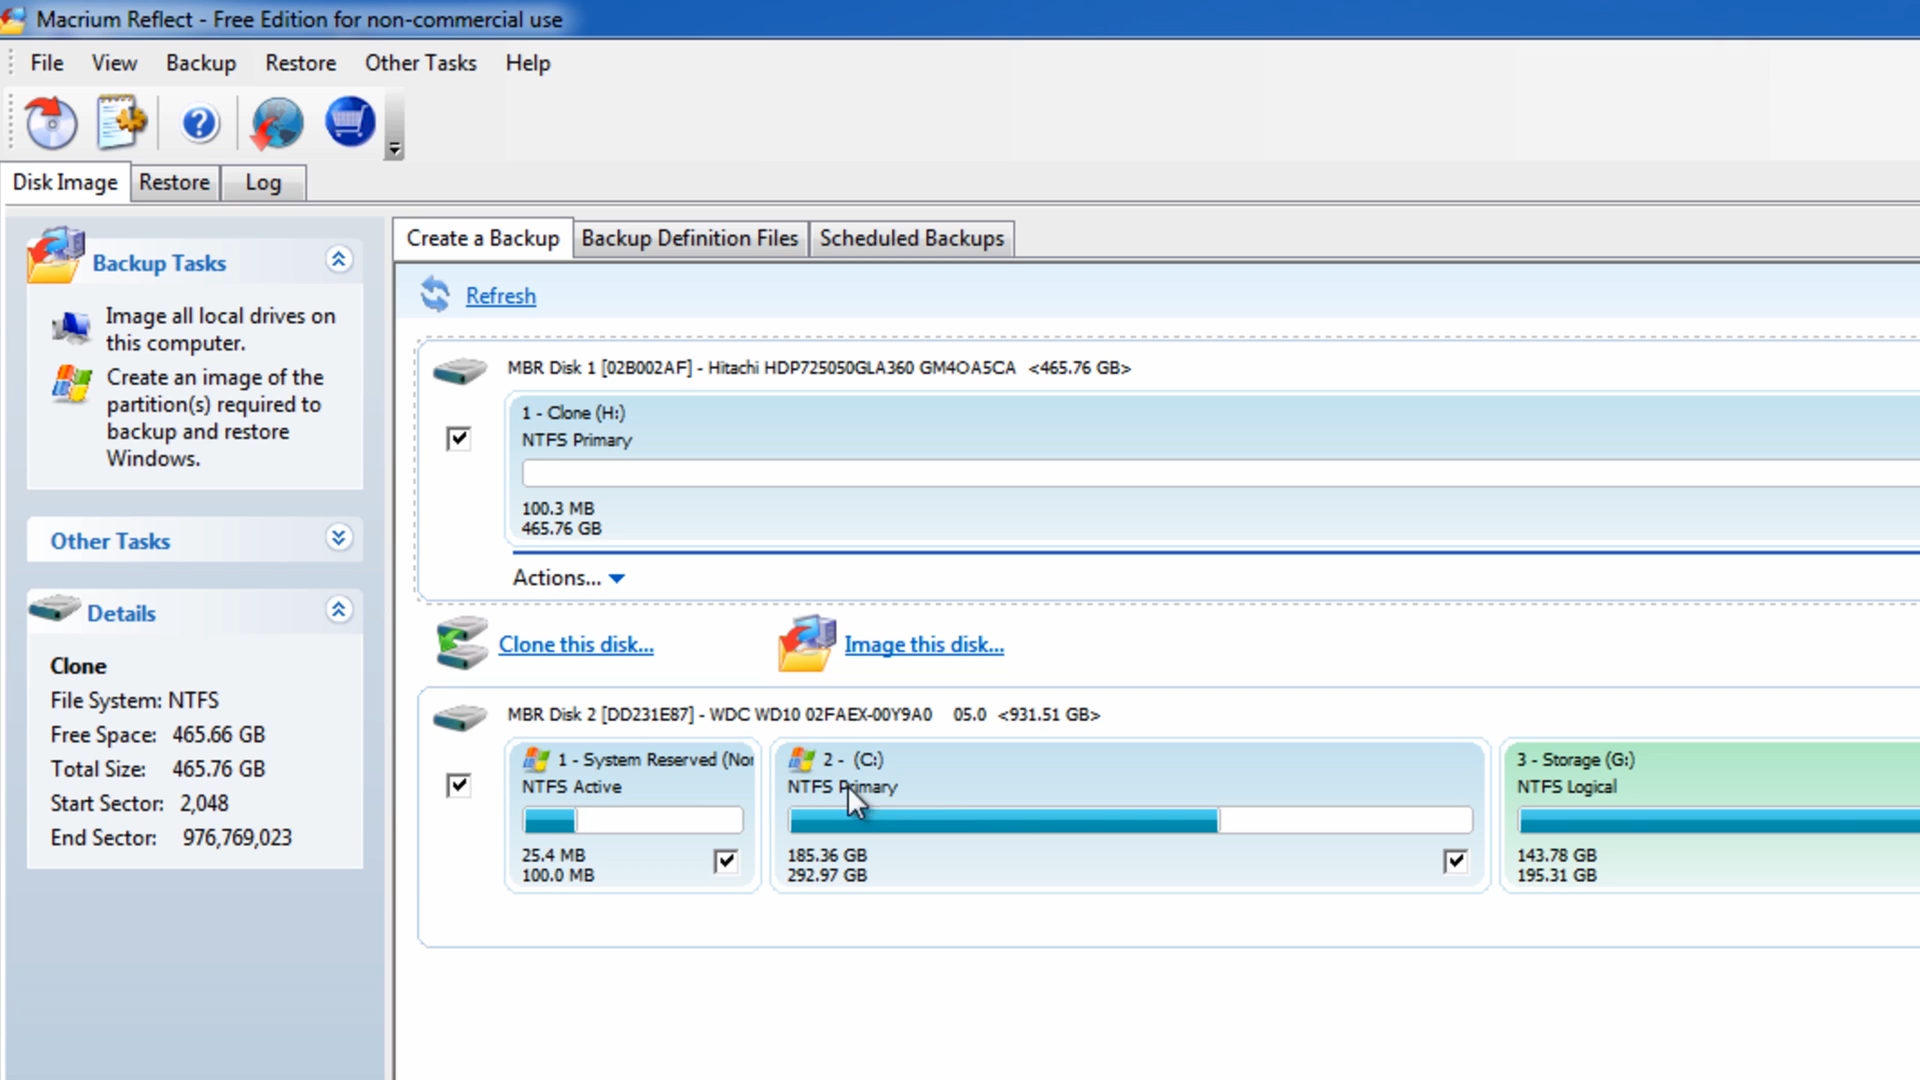 Macrium Reflect - Free Edition for non-commercial use
File View Backup Restore Other Tasks Help
Disk Image Restore Log
Backup Tasks
Image all local drives on
this computer.
Create an image of the
partition(s) required to
backup and restore
Windows.
Other Tasks
Details
Clone
File System: NTFS
Free Space: 465.66 GB
Total Size: 465.76 GB
Start Sector: 2,048
End Sector: 976,769,023
Create a Backup Backup Definition Files Scheduled Backups
Refresh
MBR Disk 1 [02B002AF] - Hitachi HDP725050GLA360 GM4OA5CA <465.76 GB>
1 - Clone (H:)
NTFS Primary
100.3 MB
465.76 GB
Actions...
Clone this disk... Image this disk...
MBR Disk 2 [DD231E87] - WDC WD10 02FAEX-00Y9A0 05.0 <931.51 GB>
1 - System Reserved (Nor
NTFS Active
25.4 MB
100.0 MB
2 - (C:)
NTFS Primary
185.36 GB
292.97 GB
3 - Storage (G:)
NTFS Logical
143.78 GB
195.31 GB